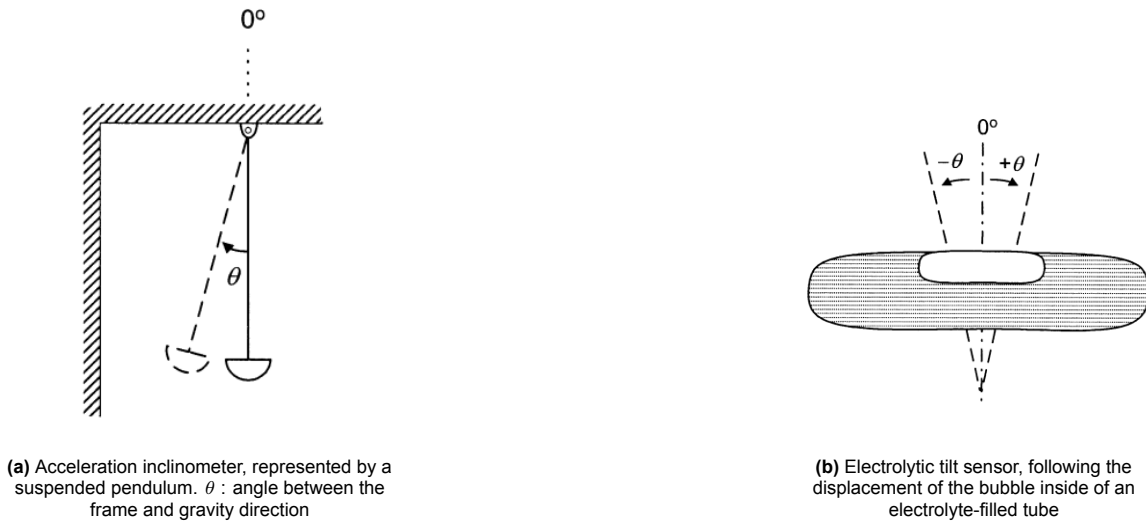 0º
θ
(a) Acceleration inclinometer, represented by a
suspended pendulum. θ : angle between the
frame and gravity direction
0º
−θ +θ
(b) Electrolytic tilt sensor, following the
displacement of the bubble inside of an
electrolyte-filled tube